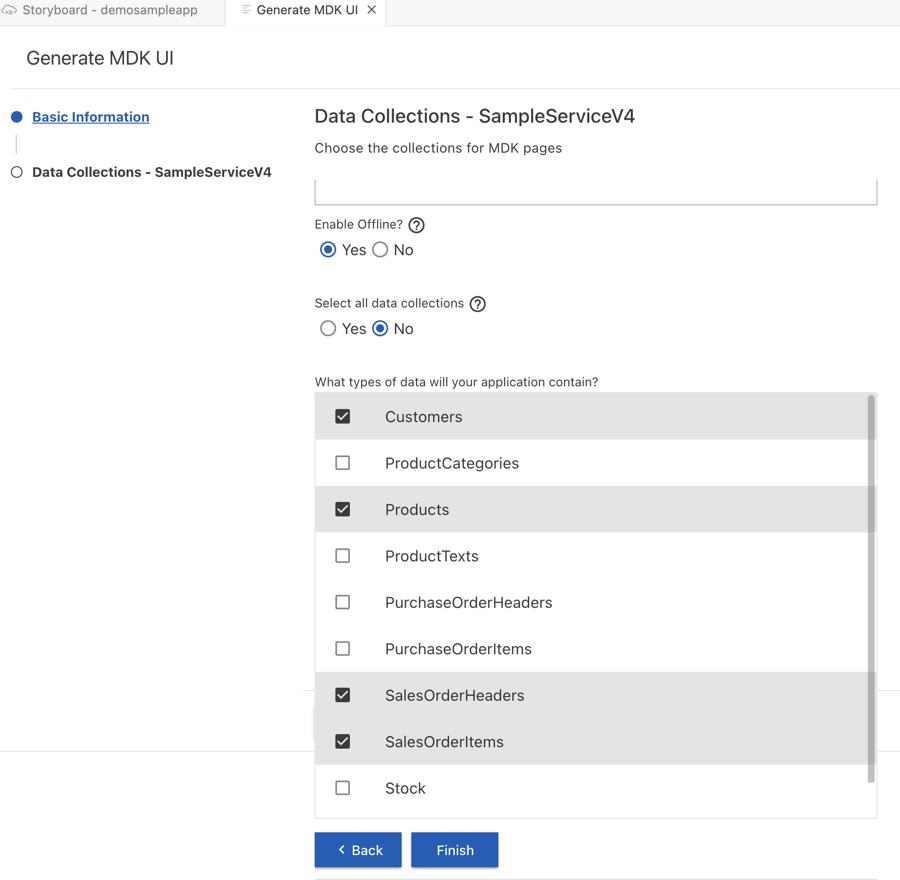 Storyboard - demosampleapp
Generate MDK UI
Generate MDK UI
Basic Information
Data Collections - SampleServiceV4
Data Collections - SampleServiceV4
Choose the collections for MDK pages
Enable Offline?
Yes No
Select all data collections
Yes No
What types of data will your application contain?
Customers
ProductCategories
Products
ProductTexts
PurchaseOrderHeaders
PurchaseOrderItems
SalesOrderHeaders
SalesOrderItems
Stock
Back Finish